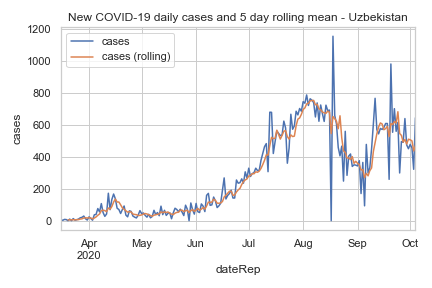 New COVID-19 daily cases and 5 day rolling mean - Uzbekistan
1200
1000
800
600
400
200
0
cases
cases
cases (rolling)
Apr
2020
May
Jun
Jul
Aug
Sep
Oct
dateRep